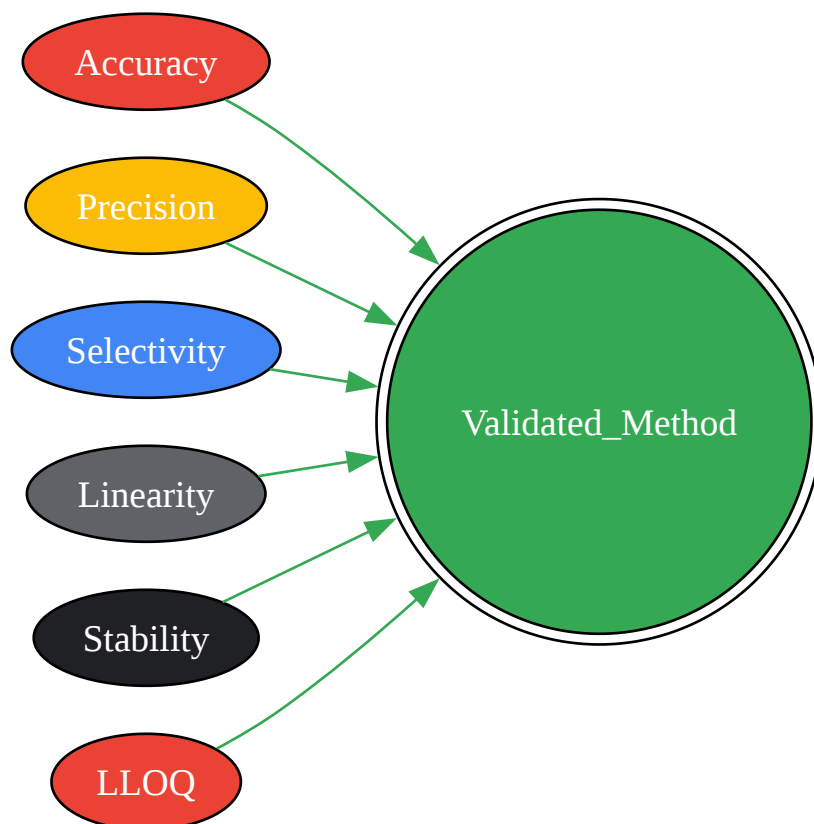 Accuracy
Precision
Selectivity
Validated_Method
Linearity
Stability
LLOQ